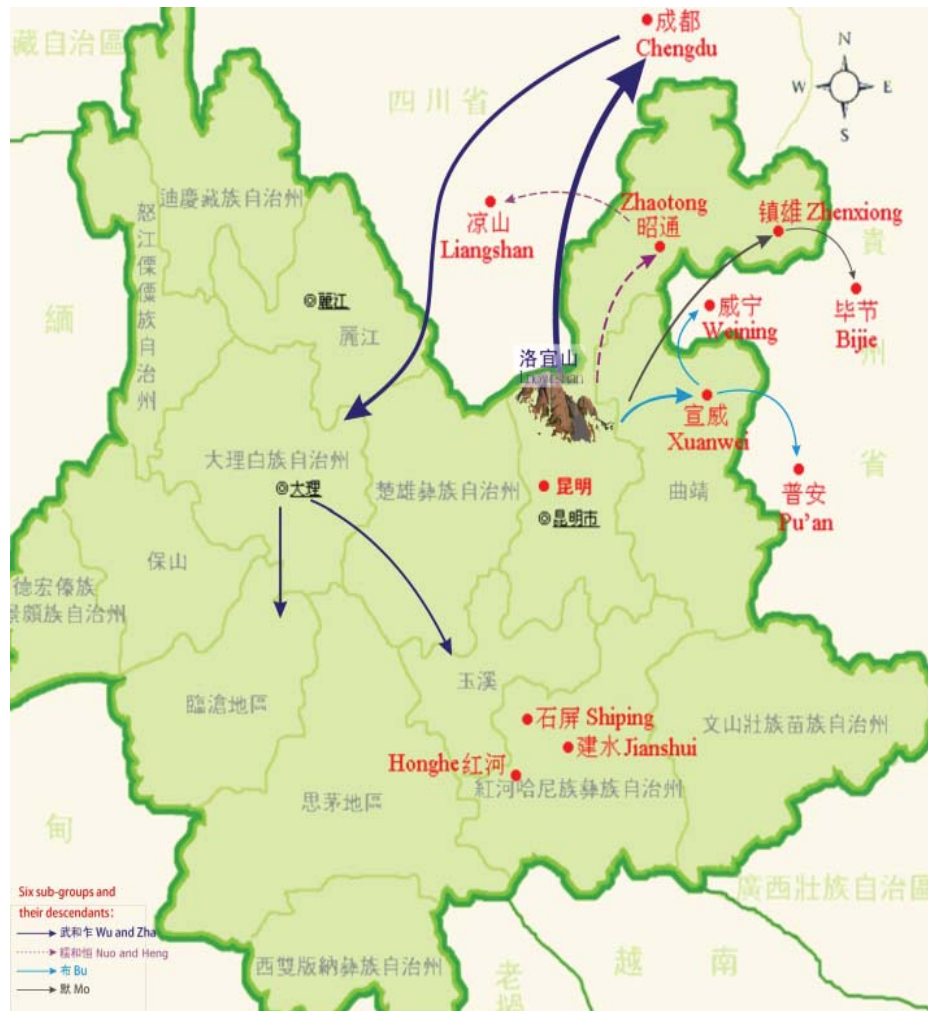 成都
Chengdu
藏自治區
N
W
E
S
四川省
迪慶藏族自治州
怒江傈僳族自治州
凉山
Liangshan
Zhaotong
昭通
镇雄 Zhenxiong
貴州省
麗江
麗江
威宁
Weining
毕节
Bijie
緬甸
洛宜山
宣威
Xuanwei
大理白族自治州
大理
楚雄彝族自治州
昆明
昆明市
曲靖
普安
Pu'an
保山
德宏傣族
景頗族自治州
臨滄地區
玉溪
石屏 Shiping
建水 Jianshui
文山壯族苗族自治州
Honghe 红河
紅河哈尼族彝族自治州
思茅地區
廣西壯族自治區
Six sub-groups and
their descendants:
武和乍 Wu and Zha
糯和恒 Nuo and Heng
布 Bu
默 Mo
西雙版納彝族自治州
老撾
越南